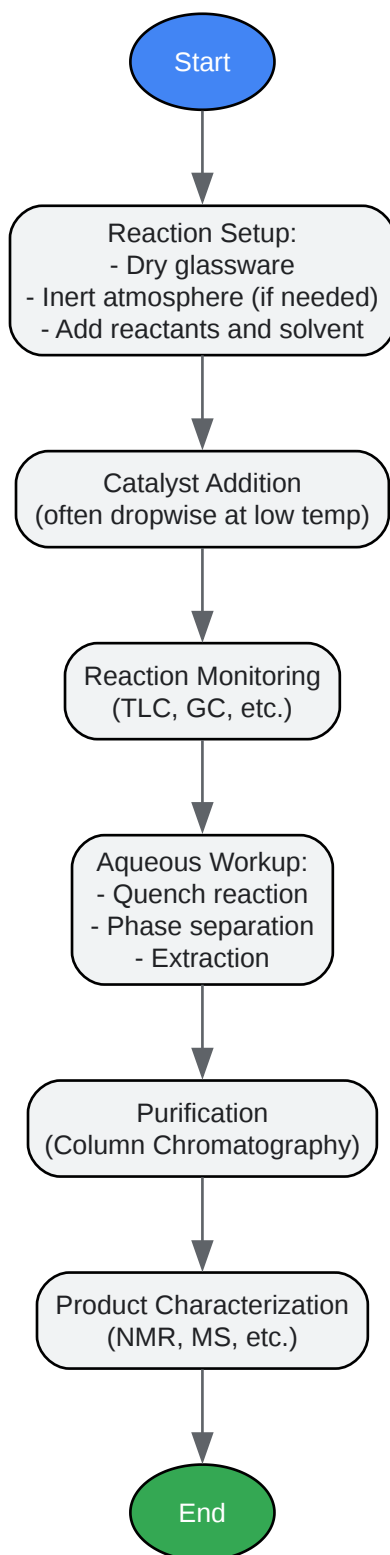 Start
Reaction Setup:
- Dry glassware
- Inert atmosphere (if needed)
- Add reactants and solvent
Catalyst Addition
(often dropwise at low temp)
Reaction Monitoring
(TLC, GC, etc.)
Aqueous Workup:
- Quench reaction
- Phase separation
- Extraction
Purification
(Column Chromatography)
Product Characterization
(NMR, MS, etc.)
End